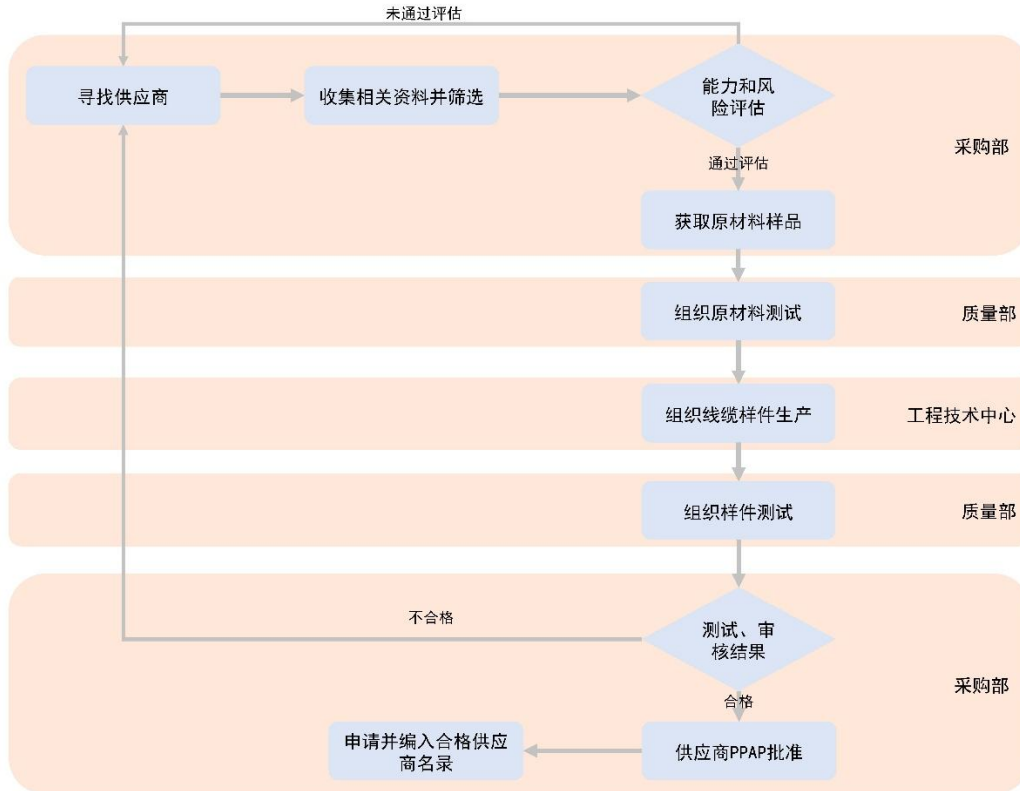 未通过评估
寻找供应商
收集相关资料并筛选
能力和风
险评估
采购部
通过评估
获取原材料样品
组织原材料测试
质量部
组织线缆样件生产
工程技术中心
组织样件测试
质量部
不合格
测试、审
核结果
采购部
合格
申请并编入合格供应
商名录
供应商PPAP批准